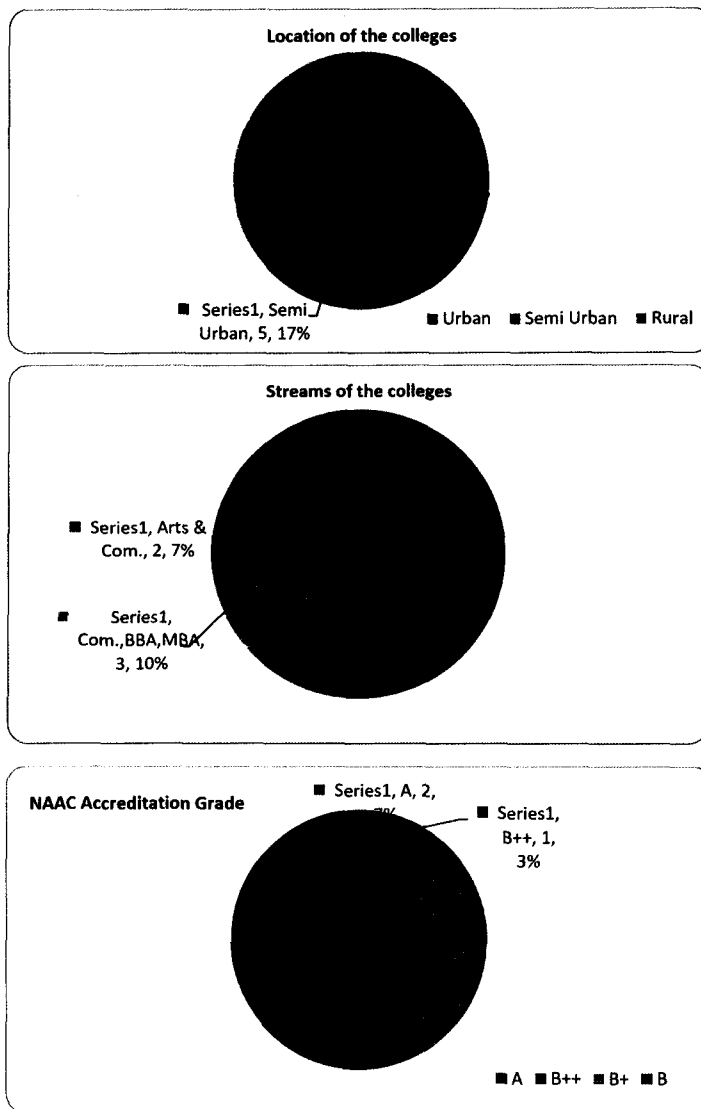 Location of the colleges
Series1, Semi
Urban, 5, 17%
Urban Semi Urban Rural
Streams of the colleges
Series1, Arts &
Com., 2, 7%
Series1,
Com.,BBA,MBA,
3, 10%
NAAC Accreditation Grade
Series1, A, 2,
7%
Series1,
B++, 1,
3%
A B++ B+ B